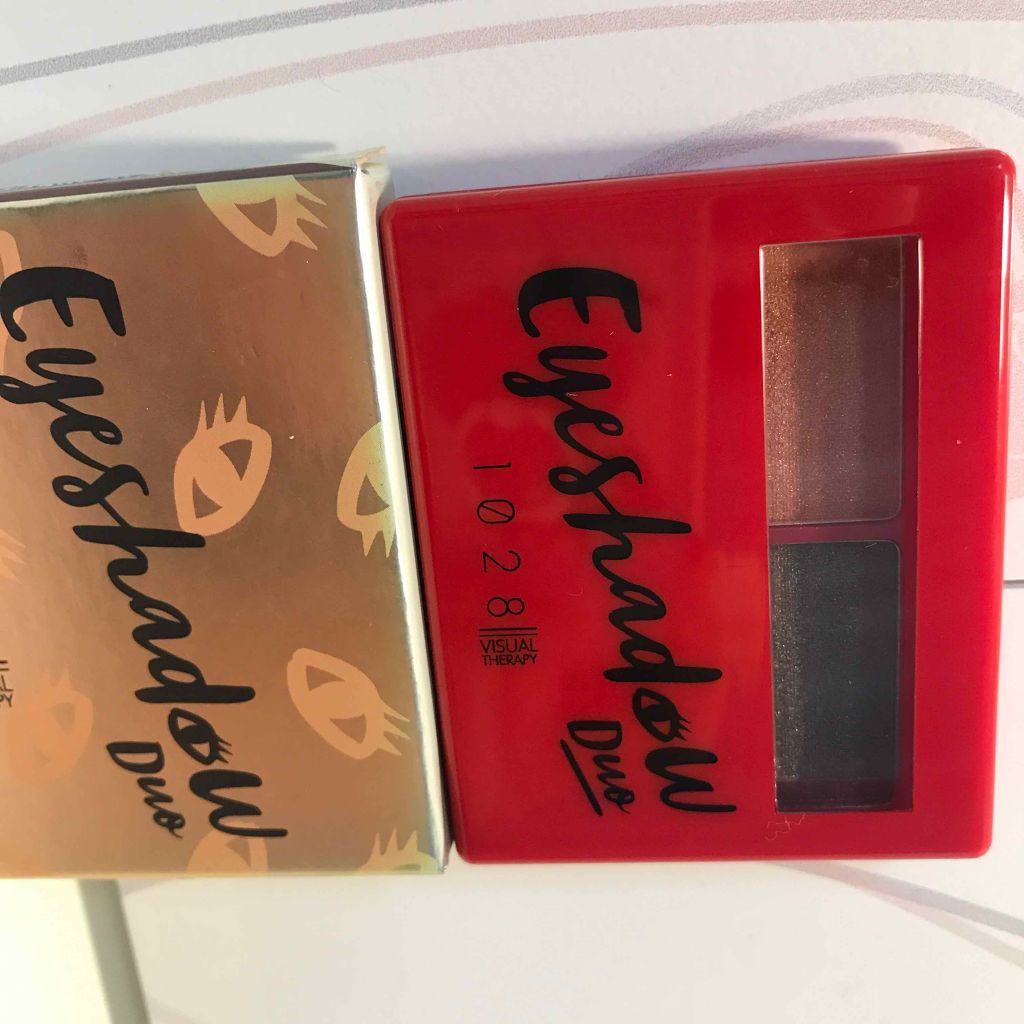 Eyeshadow
Duo
Eyeshadow
Duo
1028
VISUAL
THERAPY